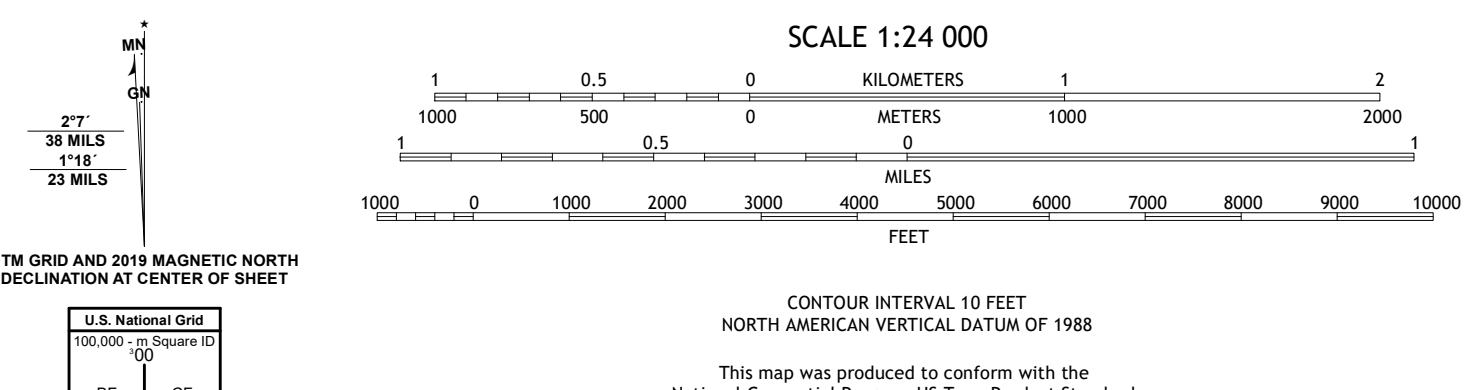 SCALE 1:24 000
MN
GN
2°7´
38 MILS
1°18´
23 MILS
TM GRID AND 2019 MAGNETIC NORTH
DECLINATION AT CENTER OF SHEET
1 0.5 0 KILOMETERS 1 2
1000 500 0 METERS 1000 2000
1 0.5 0 1
MILES
1000 0 1000 2000 3000 4000 5000 6000 7000 8000 9000 10000
FEET
U.S. National Grid
100,000 - m Square ID
³00
CONTOUR INTERVAL 10 FEET
NORTH AMERICAN VERTICAL DATUM OF 1988
This map was produced to conform with the